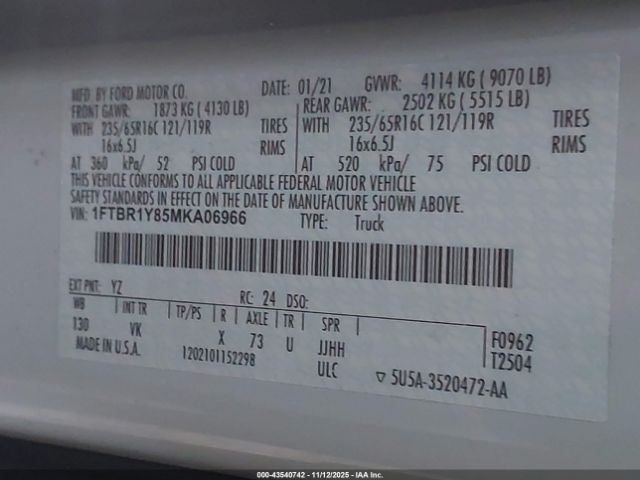 MFD. BY FORD MOTOR CO. DATE: 01/21 GVWR: 4114 KG ( 9070 LB)
FRONT GAWR: 1873 KG ( 4130 LB) REAR GAWR: 2502 KG ( 5515 LB)
WITH 235/65R16C 121/119R TIRES WITH 235/65R16C 121/119R TIRES
16x6.5J RIMS 16x6.5J RIMS
AT 360 kPa/ 52 PSI COLD AT 520 kPa/ 75 PSI COLD
THIS VEHICLE CONFORMS TO ALL APPLICABLE FEDERAL MOTOR VEHICLE
SAFETY STANDARDS IN EFFECT ON THE DATE OF MANUFACTURE SHOWN ABOVE.
VIN: 1FTBR1Y85MKA06966 TYPE: Truck
EXT PNT: YZ RC: 24 DSO:
WB INT TR TP/PS R AXLE TR SPR
130 VK X 73 U JJHH F0962
MADE IN U.S.A. 1202101152298 ULC T2504
▽ 5U5A-3520472-AA
000-43540742 - 11/12/2025 - IAA Inc.